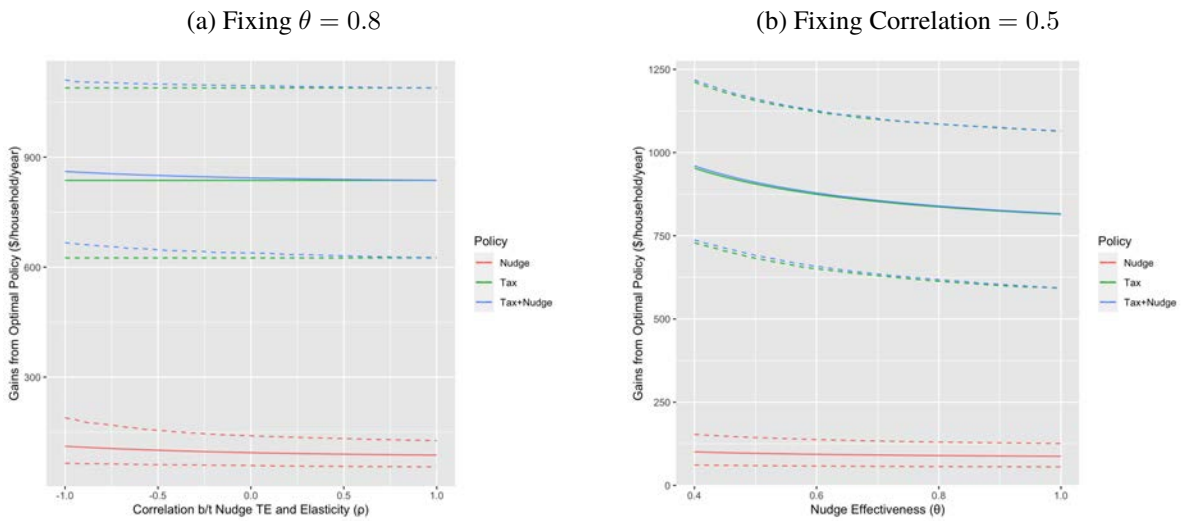 (a) Fixing θ = 0.8
Gains from Optimal Policy ($/household/year)
900
600
300
-1.0 -0.5 0.0 0.5 1.0
Correlation b/t Nudge TE and Elasticity (ρ)
Policy
Nudge
Tax
Tax+Nudge
(b) Fixing Correlation = 0.5
Gains from Optimal Policy ($/household/year)
1250
1000
750
500
250
0
0.4 0.6 0.8 1.0
Nudge Effectiveness (θ)
Policy
Nudge
Tax
Tax+Nudge